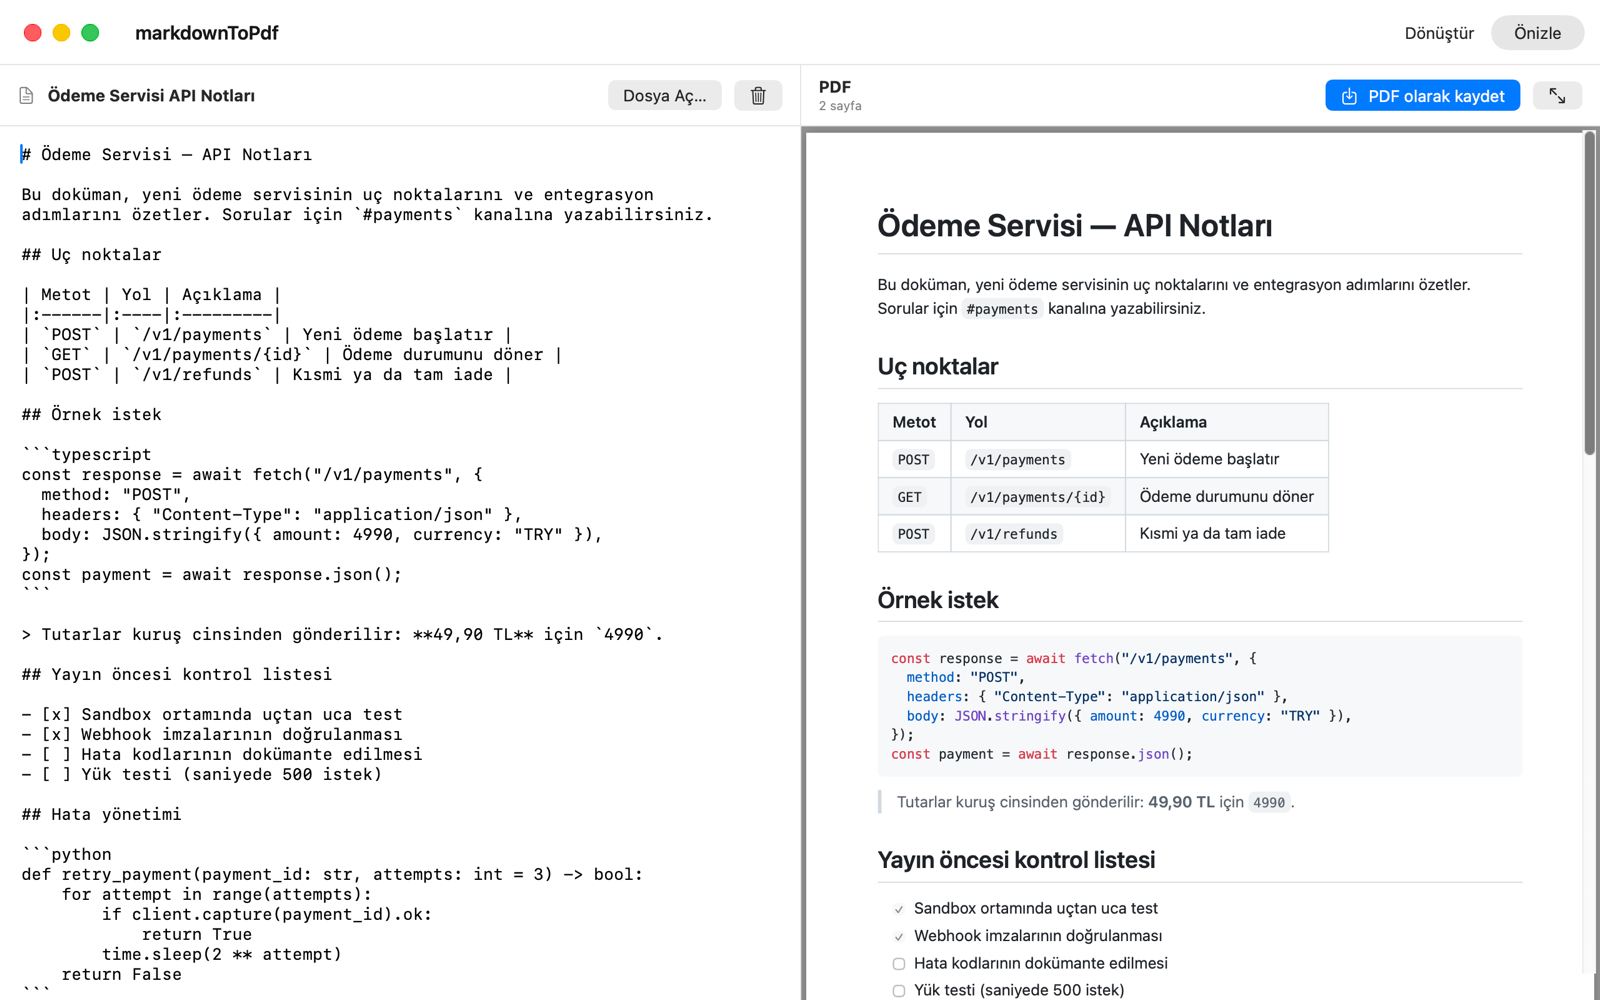 markdownToPdf
Dönüştür
Önizle
Ödeme Servisi API Notları
Dosya Aç...
PDF
2 sayfa
PDF olarak kaydet
# Ödeme Servisi — API Notları
Bu doküman, yeni ödeme servisinin uç noktalarını ve entegrasyon
adımlarını özetler. Sorular için `#payments` kanalına yazabilirsiniz.
## Uç noktalar
| Metot | Yol | Açıklama |
|:------|:----|:---------|
| `POST` | `/v1/payments` | Yeni ödeme başlatır |
| `GET` | `/v1/payments/{id}` | Ödeme durumunu döner |
| `POST` | `/v1/refunds` | Kısmi ya da tam iade |
## Örnek istek
```typescript
const response = await fetch("/v1/payments", {
  method: "POST",
  headers: { "Content-Type": "application/json" },
  body: JSON.stringify({ amount: 4990, currency: "TRY" }),
});
const payment = await response.json();
```
> Tutarlar kuruş cinsinden gönderilir: **49,90 TL** için `4990`.
## Yayın öncesi kontrol listesi
- [x] Sandbox ortamında uçtan uca test
- [x] Webhook imzalarının doğrulanması
- [ ] Hata kodlarının dokümante edilmesi
- [ ] Yük testi (saniyede 500 istek)
## Hata yönetimi
```python
def retry_payment(payment_id: str, attempts: int = 3) -> bool:
    for attempt in range(attempts):
        if client.capture(payment_id).ok:
            return True
        time.sleep(2 ** attempt)
    return False
```
Ödeme Servisi — API Notları
Bu doküman, yeni ödeme servisinin uç noktalarını ve entegrasyon adımlarını özetler.
Sorular için #payments kanalına yazabilirsiniz.
Uç noktalar
Metot Yol Açıklama
POST /v1/payments Yeni ödeme başlatır
GET /v1/payments/{id} Ödeme durumunu döner
POST /v1/refunds Kısmi ya da tam iade
Örnek istek
const response = await fetch("/v1/payments", {
  method: "POST",
  headers: { "Content-Type": "application/json" },
  body: JSON.stringify({ amount: 4990, currency: "TRY" }),
});
const payment = await response.json();
Tutarlar kuruş cinsinden gönderilir: 49,90 TL için 4990.
Yayın öncesi kontrol listesi
Sandbox ortamında uçtan uca test
Webhook imzalarının doğrulanması
Hata kodlarının dokümante edilmesi
Yük testi (saniyede 500 istek)